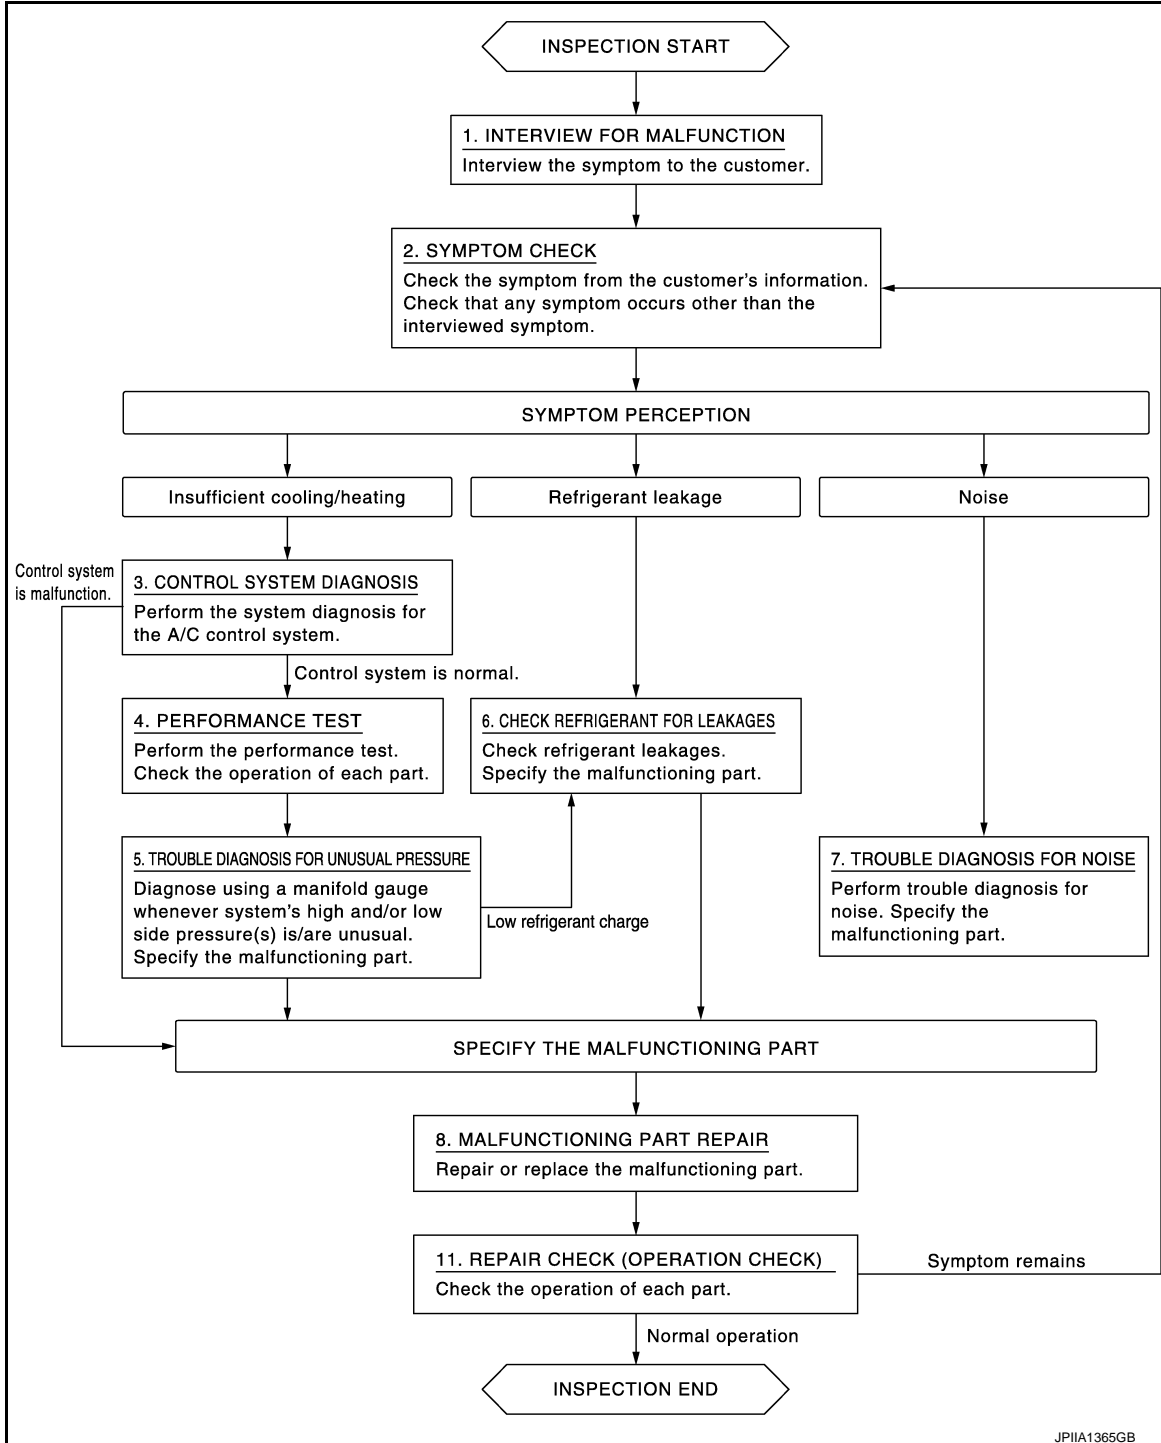 INSPECTION START
1. INTERVIEW FOR MALFUNCTION
Interview the symptom to the customer.
2. SYMPTOM CHECK
Check the symptom from the customer's information.
Check that any symptom occurs other than the
interviewed symptom.
SYMPTOM PERCEPTION
Insufficient cooling/heating
Refrigerant leakage
Noise
Control system
is malfunction.
3. CONTROL SYSTEM DIAGNOSIS
Perform the system diagnosis for
the A/C control system.
Control system is normal.
4. PERFORMANCE TEST
Perform the performance test.
Check the operation of each part.
6. CHECK REFRIGERANT FOR LEAKAGES
Check refrigerant leakages.
Specify the malfunctioning part.
5. TROUBLE DIAGNOSIS FOR UNUSUAL PRESSURE
Diagnose using a manifold gauge
whenever system's high and/or low
side pressure(s) is/are unusual.
Specify the malfunctioning part.
Low refrigerant charge
7. TROUBLE DIAGNOSIS FOR NOISE
Perform trouble diagnosis for
noise. Specify the
malfunctioning part.
SPECIFY THE MALFUNCTIONING PART
8. MALFUNCTIONING PART REPAIR
Repair or replace the malfunctioning part.
11. REPAIR CHECK (OPERATION CHECK)
Check the operation of each part.
Symptom remains
Normal operation
INSPECTION END
JPIIA1365GB